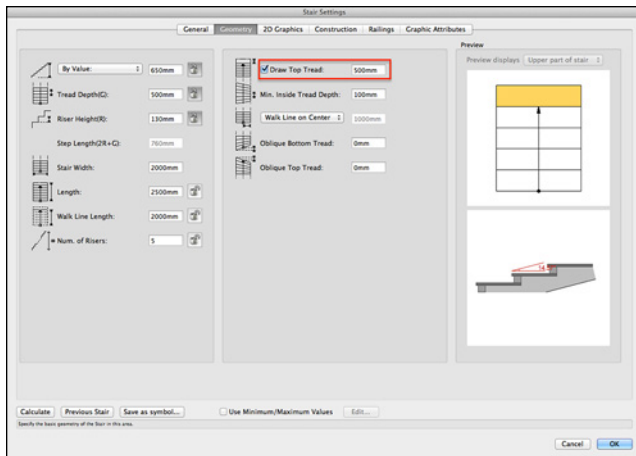 Stair Settings
General Geometry 2D Graphics Construction Railings Graphic Attributes
By Value: 650mm
Tread Depth(G): 500mm
Riser Height(R): 130mm
Step Length(2R+G): 760mm
Stair Width: 2000mm
Length: 2500mm
Walk Line Length: 2000mm
= Num. of Risers: 5
Draw Top Tread: 500mm
Min. Inside Tread Depth: 100mm
Walk Line on Center 1000mm
Oblique Bottom Tread: 0mm
Oblique Top Tread: 0mm
Preview
Preview displays Upper part of stair
Calculate Previous Stair Save as symbol... Use Minimum/Maximum Values Edit...
Specify the basic geometry of the Stair in this area.
Cancel OK